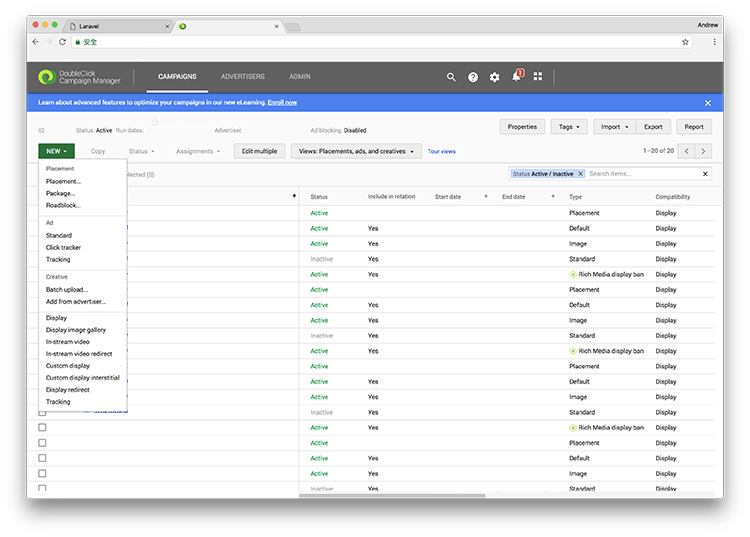 Laravel
Andrew
安全
DoubleClick
Campaign Manager
CAMPAIGNS ADVERTISERS ADMIN
1
Learn about advanced features to optimize your campaigns in our new eLearning. Enroll now
ID: Status: Active Run dates: Advertiser: Ad blocking: Disabled
Properties Tags Import Export Report
NEW Copy Status Assignments Edit multiple Views: Placements, ads, and creatives Tour views 1–20 of 20
Placement
Placement...
Package...
Roadblock...
Ad
Standard
Click tracker
Tracking
Creative
Batch upload...
Add from advertiser...
Display
Display image gallery
In-stream video
In-stream video redirect
Custom display
Custom display interstitial
Display redirect
Tracking
elected (0)
Status Active / Inactive Search items...
Status Include in rotation Start date End date Type Compatibility
Active Placement Display
Active Yes Default Display
Active Yes Image Display
Inactive Yes Standard Display
Active Yes Rich Media display ban Display
Active Placement Display
Active Yes Default Display
Active Yes Image Display
Inactive Yes Standard Display
Active Yes Rich Media display ban Display
Active Placement Display
Active Yes Default Display
Active Yes Image Display
Inactive Yes Standard Display
Active Yes Rich Media display ban Display
Active Placement Display
Active Yes Default Display
Active Yes Image Display
Inactive Yes Standard Display